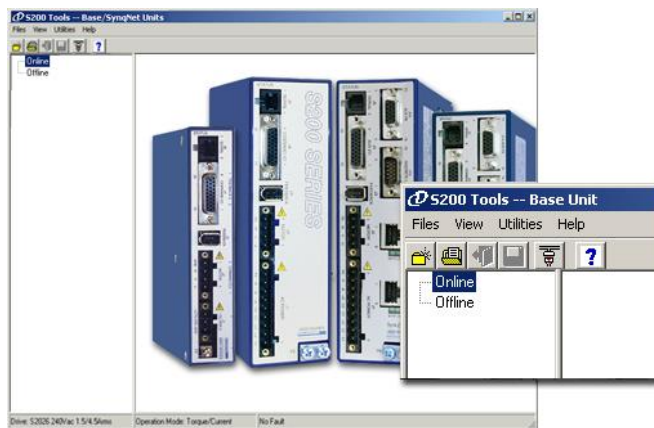 S200 Tools -- Base/SynqNet Units
Files View Utilities Help
Online
Offline
S200 SERIES
S200 Tools -- Base Unit
Files View Utilities Help
?
Online
Offline
Drive: S2026 240Vac 1.5/4.5Arms Operation Mode: Torque/Current No Fault